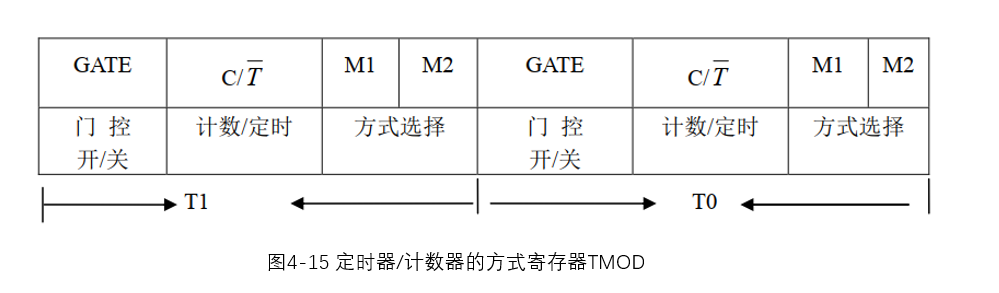 GATE C/T̅ M1 M2 GATE C/T̅ M1 M2
门 控 计数/定时 方式选择 门 控 计数/定时 方式选择
开/关 开/关
T1 T0
图4-15 定时器/计数器的方式寄存器TMOD